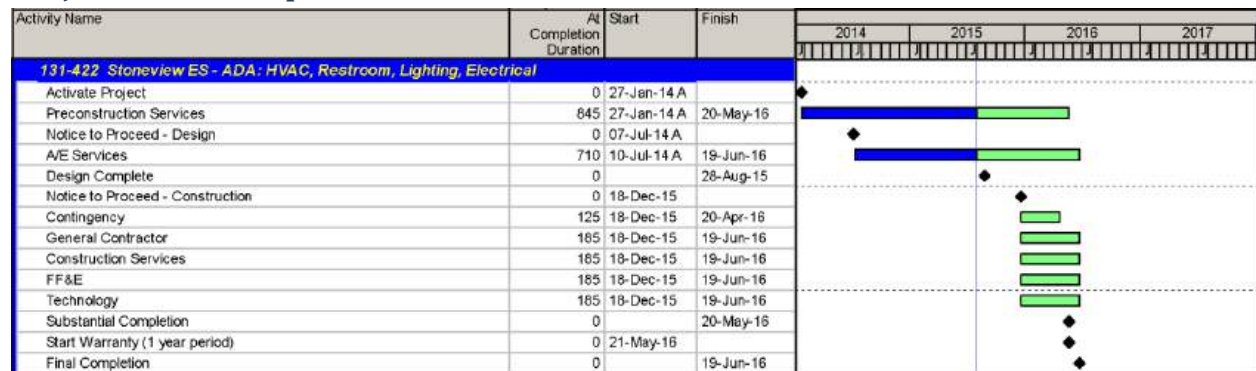 Activity Name At Completion Duration Start Finish 2014 2015 2016 2017
J J J J J J J J
131-422 Stoneview ES - ADA: HVAC, Restroom, Lighting, Electrical
Activate Project 0 27-Jan-14 A
Preconstruction Services 845 27-Jan-14 A 20-May-16
Notice to Proceed - Design 0 07-Jul-14 A
A/E Services 710 10-Jul-14 A 19-Jun-16
Design Complete 0 28-Aug-15
Notice to Proceed - Construction 0 18-Dec-15
Contingency 125 18-Dec-15 20-Apr-16
General Contractor 185 18-Dec-15 19-Jun-16
Construction Services 185 18-Dec-15 19-Jun-16
FF&E 185 18-Dec-15 19-Jun-16
Technology 185 18-Dec-15 19-Jun-16
Substantial Completion 0 20-May-16
Start Warranty (1 year period) 0 21-May-16
Final Completion 0 19-Jun-16